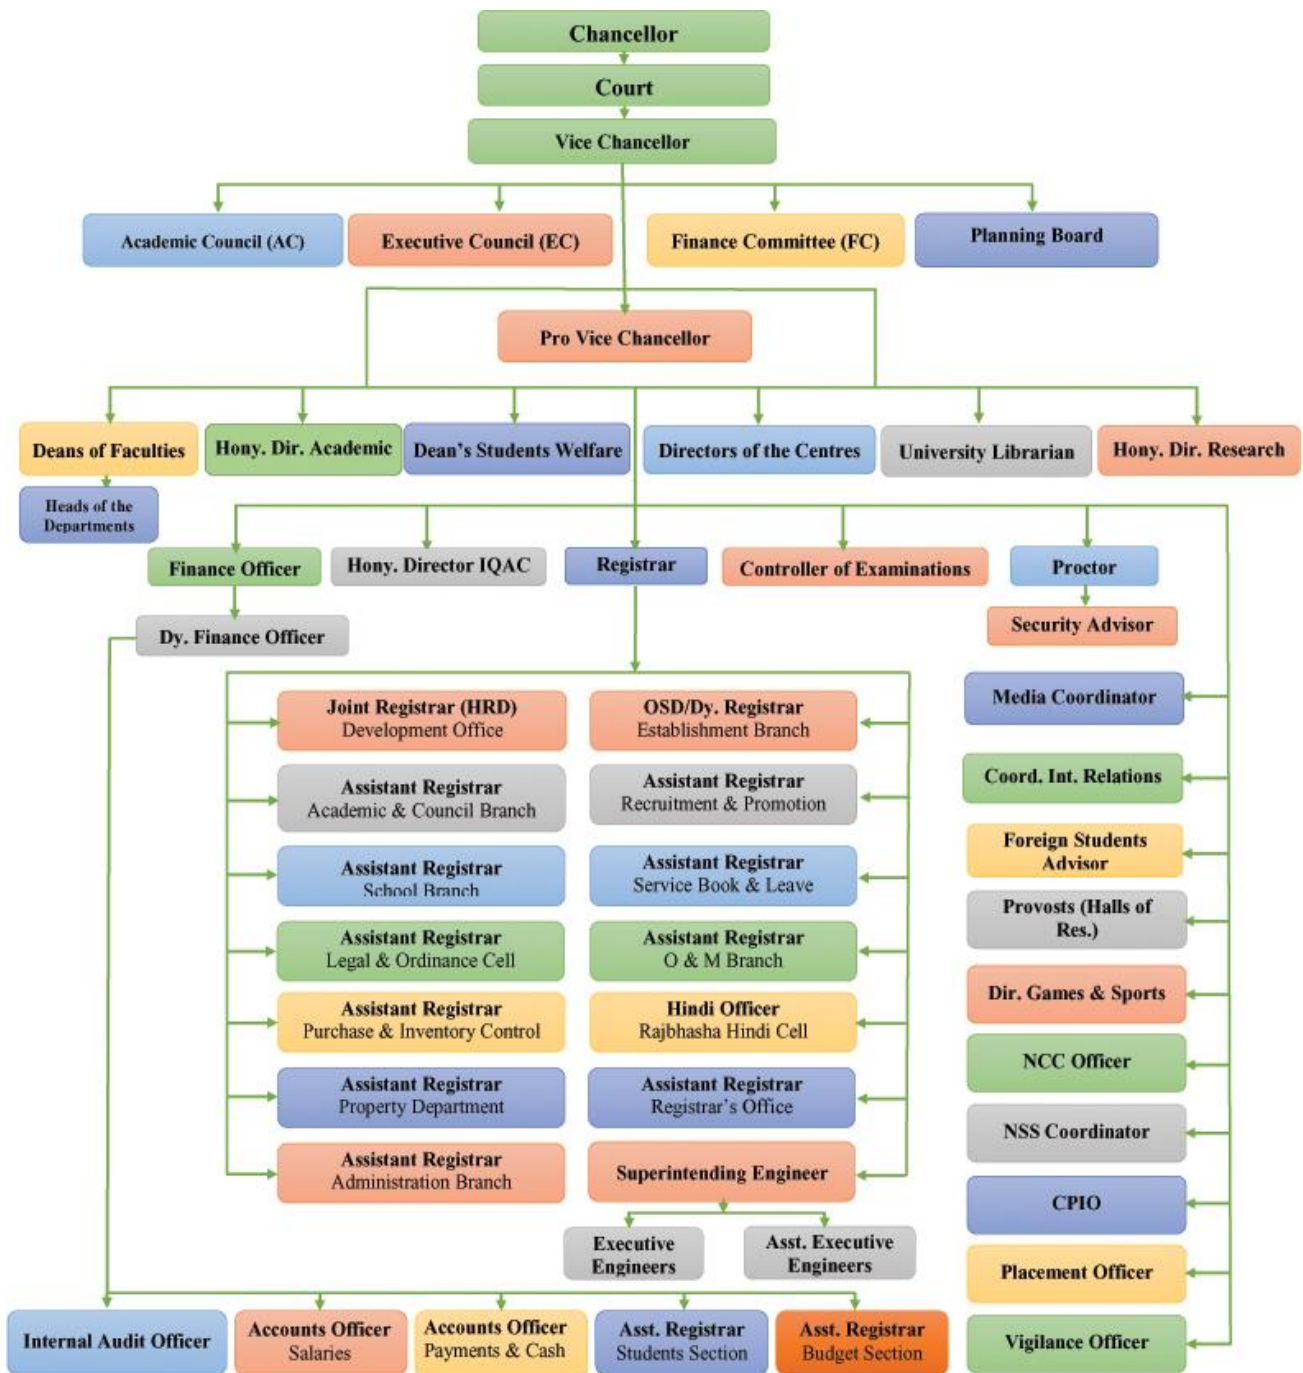 Chancellor
Court
Vice Chancellor
Academic Council (AC)
Executive Council (EC)
Finance Committee (FC)
Planning Board
Pro Vice Chancellor
Deans of Faculties
Hony. Dir. Academic
Dean's Students Welfare
Directors of the Centres
University Librarian
Hony. Dir. Research
Heads of the
Departments
Finance Officer
Hony. Director IQAC
Registrar
Controller of Examinations
Proctor
Dy. Finance Officer
Security Advisor
Joint Registrar (HRD)
Development Office
OSD/Dy. Registrar
Establishment Branch
Assistant Registrar
Academic & Council Branch
Assistant Registrar
Recruitment & Promotion
Assistant Registrar
School Branch
Assistant Registrar
Service Book & Leave
Assistant Registrar
Legal & Ordinance Cell
Assistant Registrar
O & M Branch
Assistant Registrar
Purchase & Inventory Control
Hindi Officer
Rajbhasha Hindi Cell
Assistant Registrar
Property Department
Assistant Registrar
Registrar's Office
Assistant Registrar
Administration Branch
Superintending Engineer
Executive
Engineers
Asst. Executive
Engineers
Media Coordinator
Coord. Int. Relations
Foreign Students
Advisor
Provosts (Halls of
Res.)
Dir. Games & Sports
NCC Officer
NSS Coordinator
CPIO
Placement Officer
Vigilance Officer
Internal Audit Officer
Accounts Officer
Salaries
Accounts Officer
Payments & Cash
Asst. Registrar
Students Section
Asst. Registrar
Budget Section